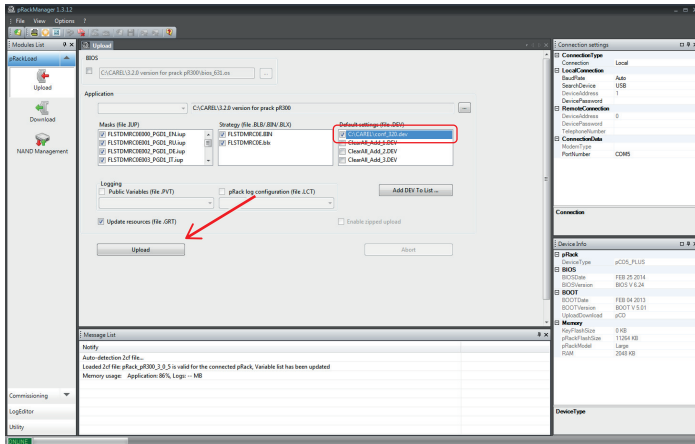 pRackManager 1.3.12
File View Options ?
Modules List
pRackLoad
Upload
Download
NAND Management
Commissioning
LogEditor
Utility
ONLINE
Upload
BIOS
C:\CAREL\3.2.0 version for prack pR300\bios_631.os
...
Application
C:\CAREL\3.2.0 version for prack pR300
...
Masks (file .IUP)
FLSTDMRC0E000_PGD1_EN.iup
FLSTDMRC0E001_PGD1_RU.iup
FLSTDMRC0E002_PGD1_DE.iup
FLSTDMRC0E003_PGD1_IT.iup
Strategy (file .BLB/.BIN/.BLX)
FLSTDMRC0E.BIN
FLSTDMRC0E.blx
Default settings (file .DEV)
C:\CAREL\conf_320.dev
ClearAll_Add_1.DEV
ClearAll_Add_2.DEV
ClearAll_Add_3.DEV
Logging
Public Variables (file .PVT)
pRack log configuration (file .LCT)
Add DEV To List
Update resources (file .GRT)
Enable zipped upload
Upload
Abort
Message List
Notify
Auto-detection 2cf file...
Loaded 2cf file: pRack_pR300_3_0_5 is valid for the connected pRack, Variable list has been updated
Memory usage: Application: 86%, Logs: -- MB
Connection settings
ConnectionType
Connection Local
LocalConnection
BaudRate Auto
SearchDevice USB
DeviceAddress 1
DevicePassword
RemoteConnection
DeviceAddress 0
DevicePassword
TelephoneNumber
ConnectionData
ModemType
PortNumber COM5
Connection
Device Info
pRack
DeviceType pCO5_PLUS
BIOS
BIOSDate FEB 25 2014
BIOSVersion BIOS V 6.24
BOOT
BOOTDate FEB 04 2013
BOOTVersion BOOT V 5.01
UploadDownload pCO
Memory
KeyFlashSize 0 KB
pRackFlashSize 11264 KB
pRackModel Large
RAM 2048 KB
DeviceType